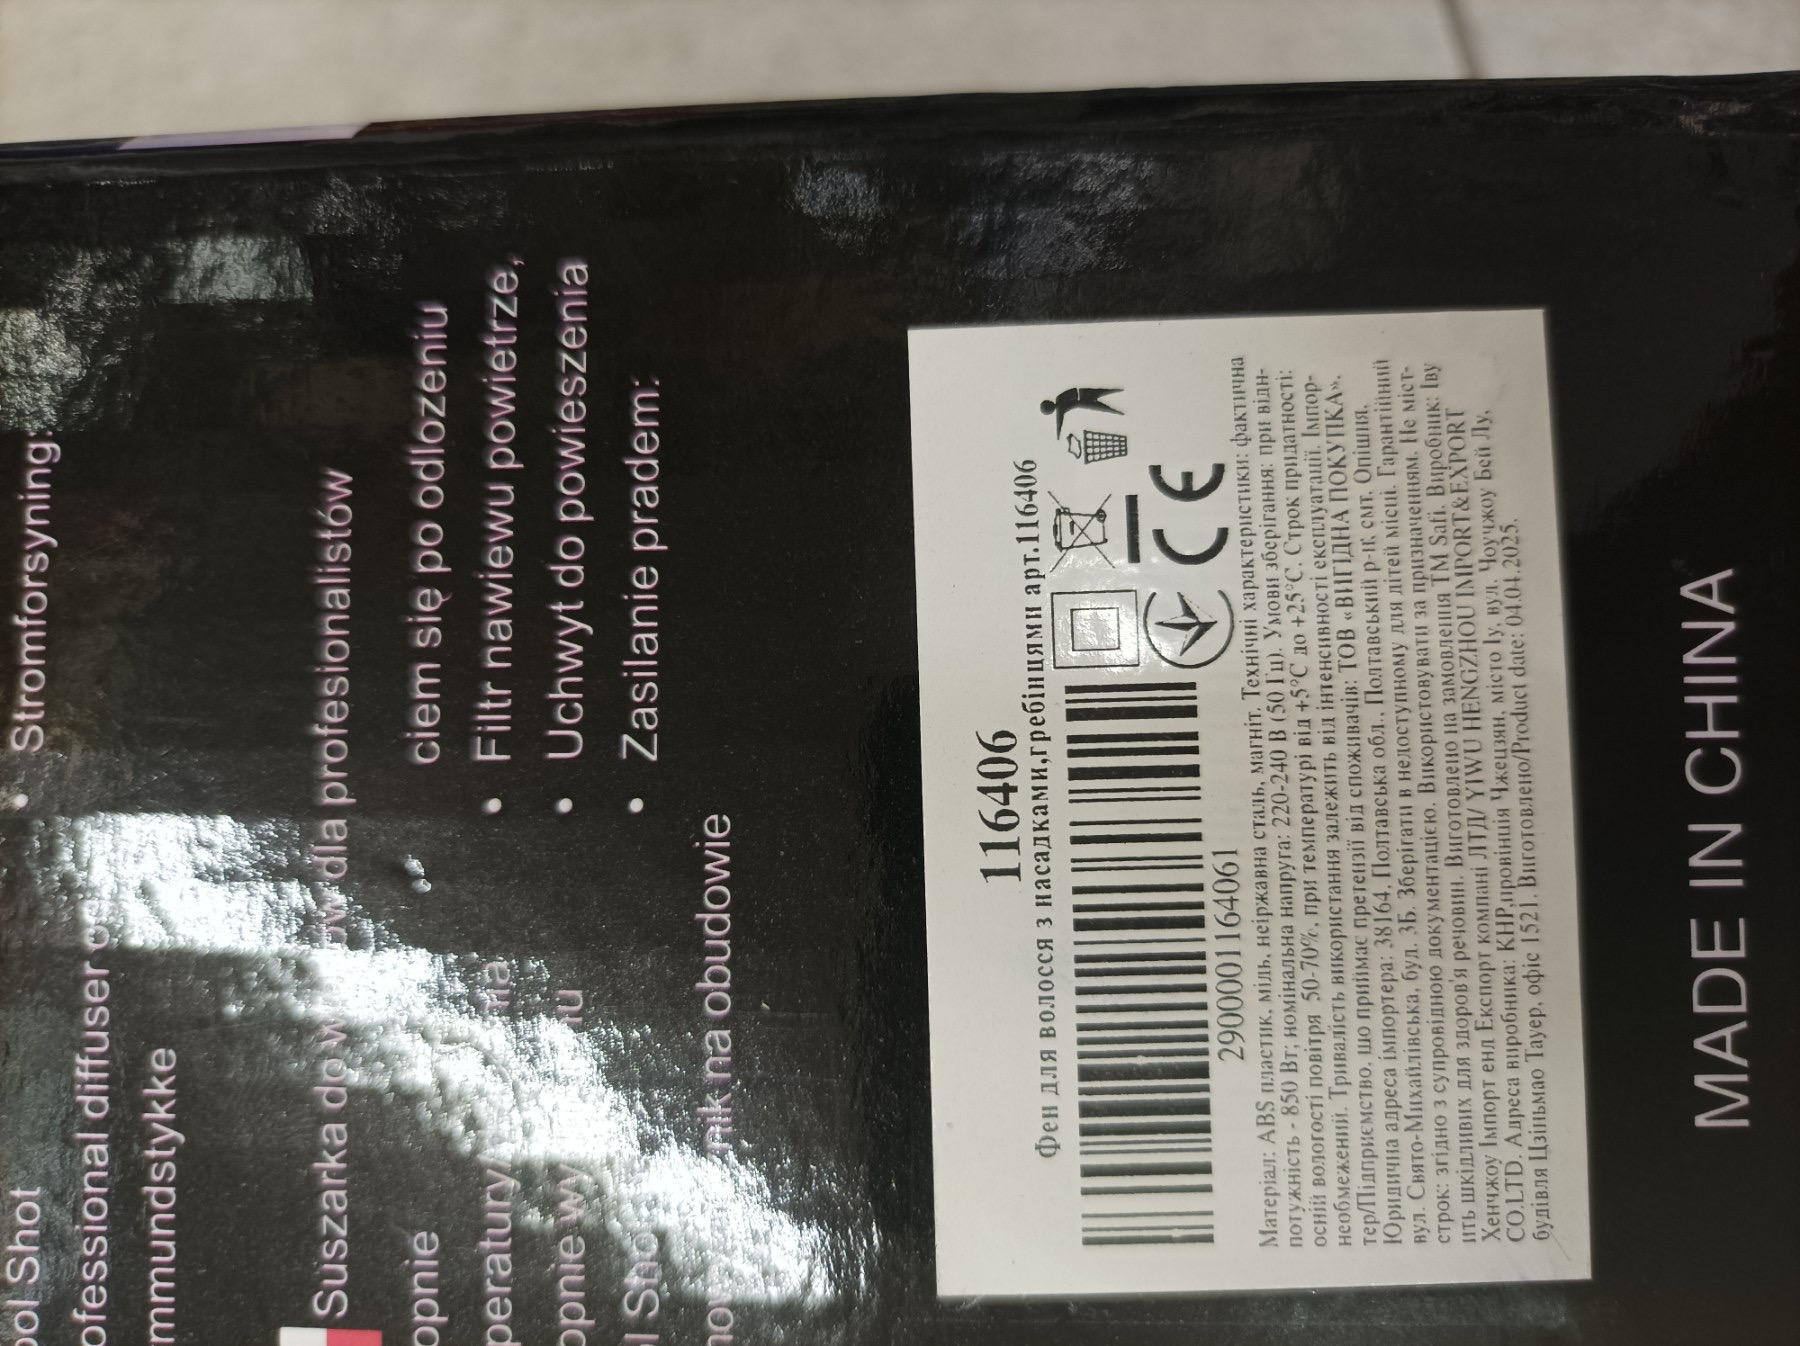 ool Shot
ofessional diffuser
mmundstykke
• Stromforsyning:
Suszarka do dla profesionalistów
opnie
peratury
opnie
l Shot
na obudowie
ciem się po odlozeniu
• Filtr nawiewu powietrze,
• Uchwyt do powieszenia
• Zasilanie pradem:
116406
Фен для волосся з насадками,гребінцями арт.116406
2900001164061
CE
Матеріал: ABS пластик, мідь, неіржавна сталь, магніт. Технічні характеристики: фактична
потужність - 850 Вт; номінальна напруга: 220-240 В (50 Гц). Умови зберігання: при відн-
осній вологості повітря 50-70%, при температурі від +5°С до +25°С. Строк придатності:
необмежений. Тривалість використання залежить від інтенсивності експлуатації. Імпор-
тер/Підприємство, що приймає претензії від споживачів: ТОВ «ВИГІДНА ПОКУПКА».
Юридична адреса імпортера: 38164, Полтавська обл., Полтавський р-н, смт. Опішня,
вул. Свято-Михайлівська, буд. 3Б. Зберігати в недоступному для дітей місці. Гарантійний
строк: згідно з супровідною документацією. Використовувати за призначенням. Не міст-
ить шкідливих для здоров'я речовин. Виготовлено на замовлення ТМ Safi. Виробник: Іву
Хенчжоу Імпорт енд Експорт компані ЛТД/ YIWU HENGZHOU IMPORT&EXPORT
CO.LTD. Адреса виробника: КНР,провінція Чжецзян, місто Іу, вул. Чоучжоу Бей Лу,
будівля Цзіньмао Тауер, офіс 1521. Виготовлено/Product date: 04.04.2025.
MADE IN CHINA